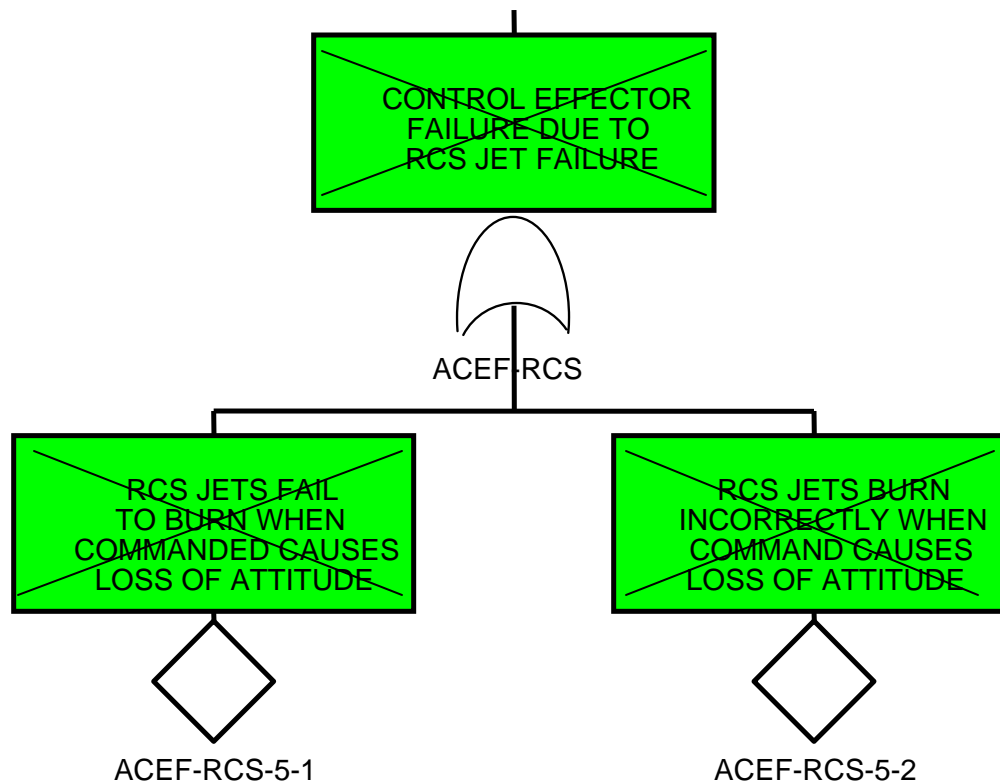 CONTROL EFFECTOR
FAILURE DUE TO
RCS JET FAILURE
ACEF-RCS
RCS JETS FAIL
TO BURN WHEN
COMMANDED CAUSES
LOSS OF ATTITUDE
RCS JETS BURN
INCORRECTLY WHEN
COMMAND CAUSES
LOSS OF ATTITUDE
ACEF-RCS-5-1
ACEF-RCS-5-2